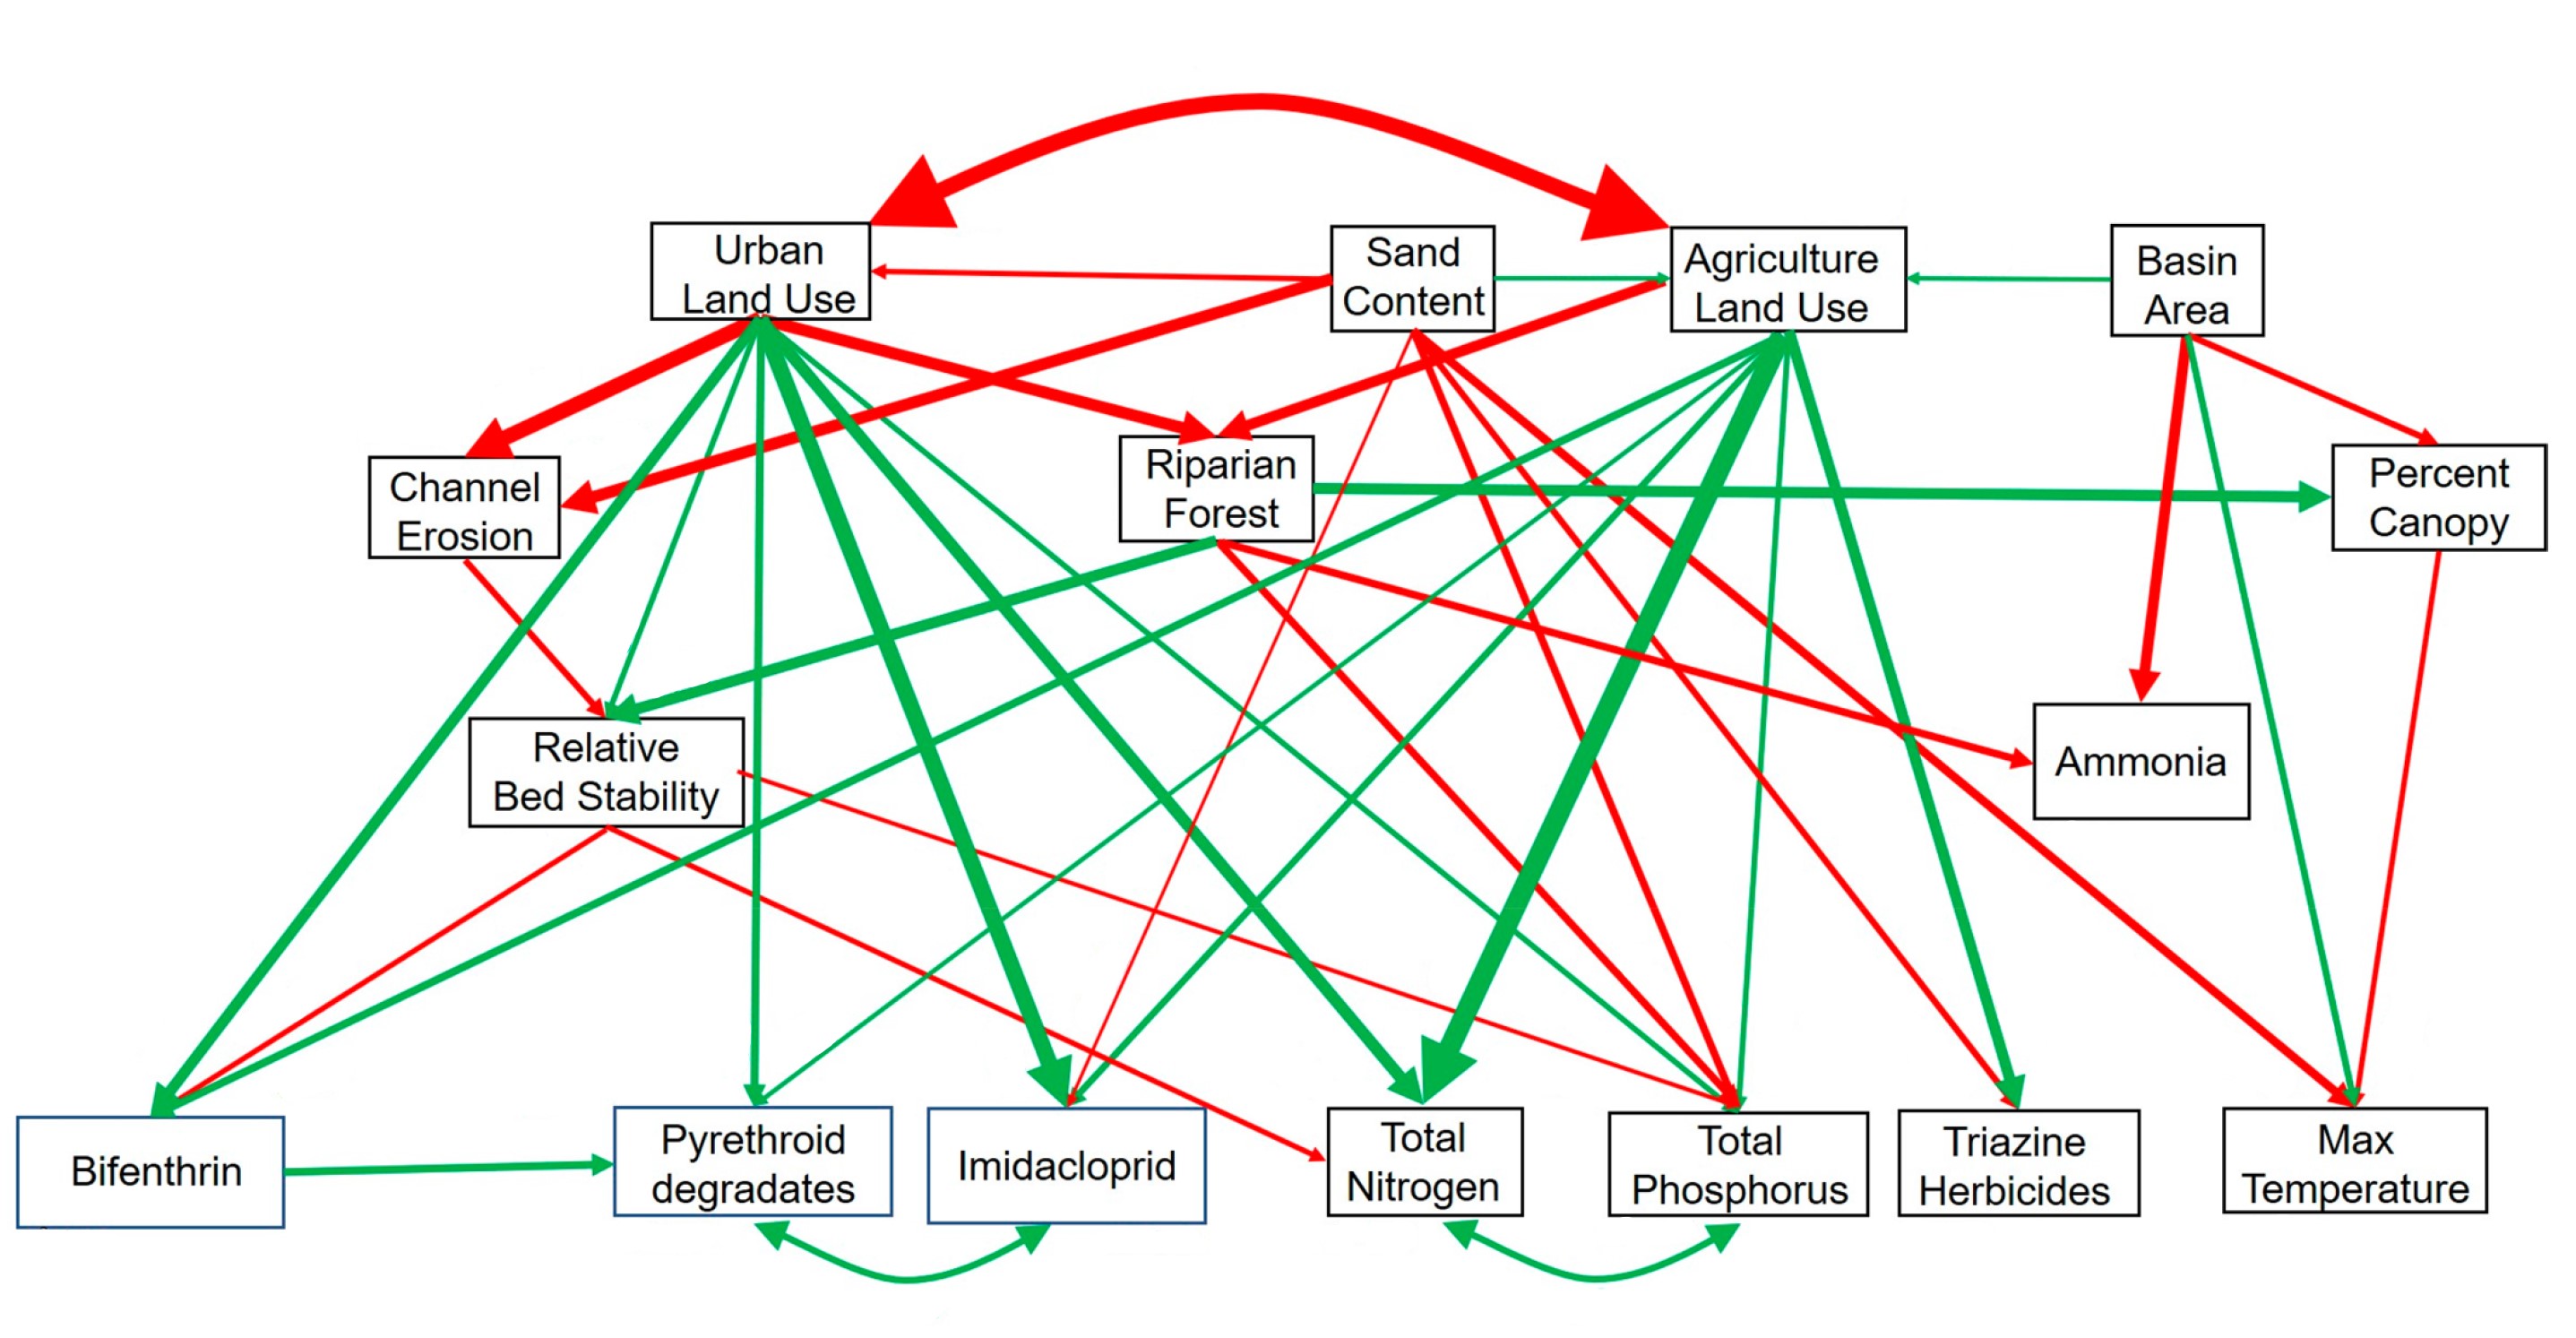 Urban
Land Use
Sand
Content
Agriculture
Land Use
Basin
Area
Channel
Erosion
Riparian
Forest
Percent
Canopy
Relative
Bed Stability
Ammonia
Bifenthrin
Pyrethroid
degradates
Imidacloprid
Total
Nitrogen
Total
Phosphorus
Triazine
Herbicides
Max
Temperature